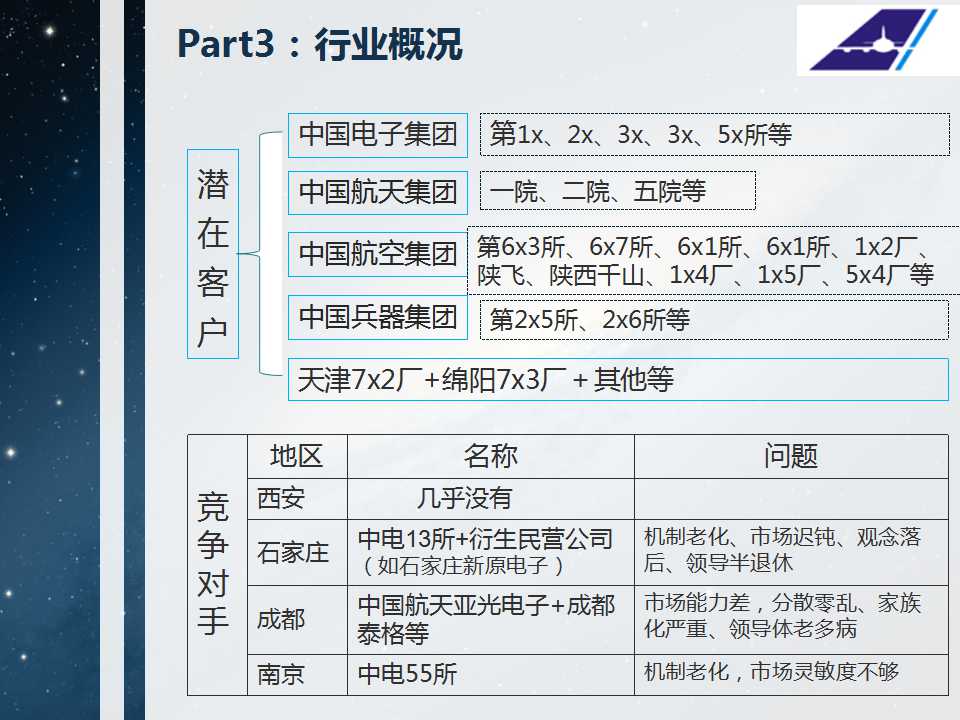 Part3：行业概况
潜在客户
中国电子集团
第1x、2x、3x、3x、5x所等
中国航天集团
一院、二院、五院等
中国航空集团
第6x3所、6x7所、6x1所、6x1所、1x2厂、
陕飞、陕西千山、1x4厂、1x5厂、5x4厂等
中国兵器集团
第2x5所、2x6所等
天津7x2厂+绵阳7x3厂＋其他等
竞争对手
地区 名称 问题
西安 几乎没有
石家庄
中电13所+衍生民营公司
（如石家庄新原电子）
机制老化、市场迟钝、观念落
后、领导半退休
成都
中国航天亚光电子+成都
泰格等
市场能力差，分散零乱、家族
化严重、领导体老多病
南京 中电55所 机制老化，市场灵敏度不够